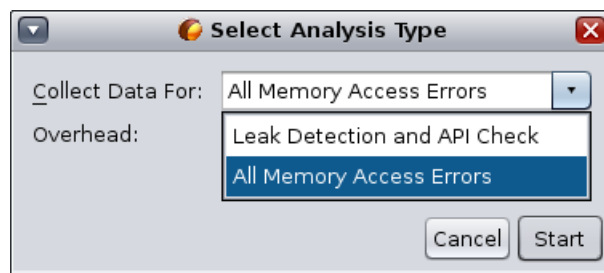 Select Analysis Type
Collect Data For: All Memory Access Errors
Overhead: Leak Detection and API Check
All Memory Access Errors
Cancel Start